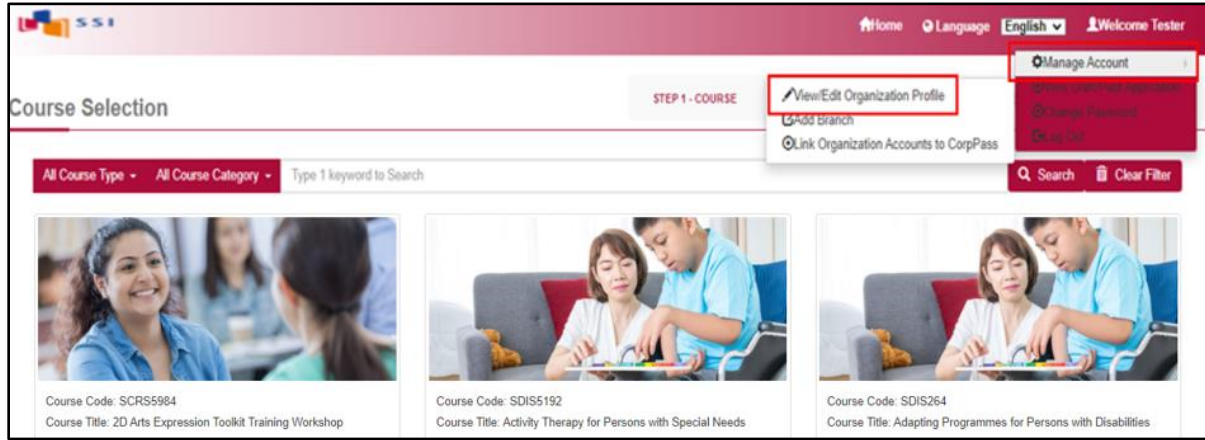 SSI
Home Language English Welcome Tester
Manage Account
View Draft/Past Application
Change Password
Log Out
View/Edit Organization Profile
Add Branch
Link Organization Accounts to CorpPass
Course Selection
STEP 1 - COURSE
All Course Type All Course Category Type 1 keyword to Search Search Clear Filter
Course Code: SCRS5984
Course Title: 2D Arts Expression Toolkit Training Workshop
Course Code: SDIS5192
Course Title: Activity Therapy for Persons with Special Needs
Course Code: SDIS264
Course Title: Adapting Programmes for Persons with Disabilities